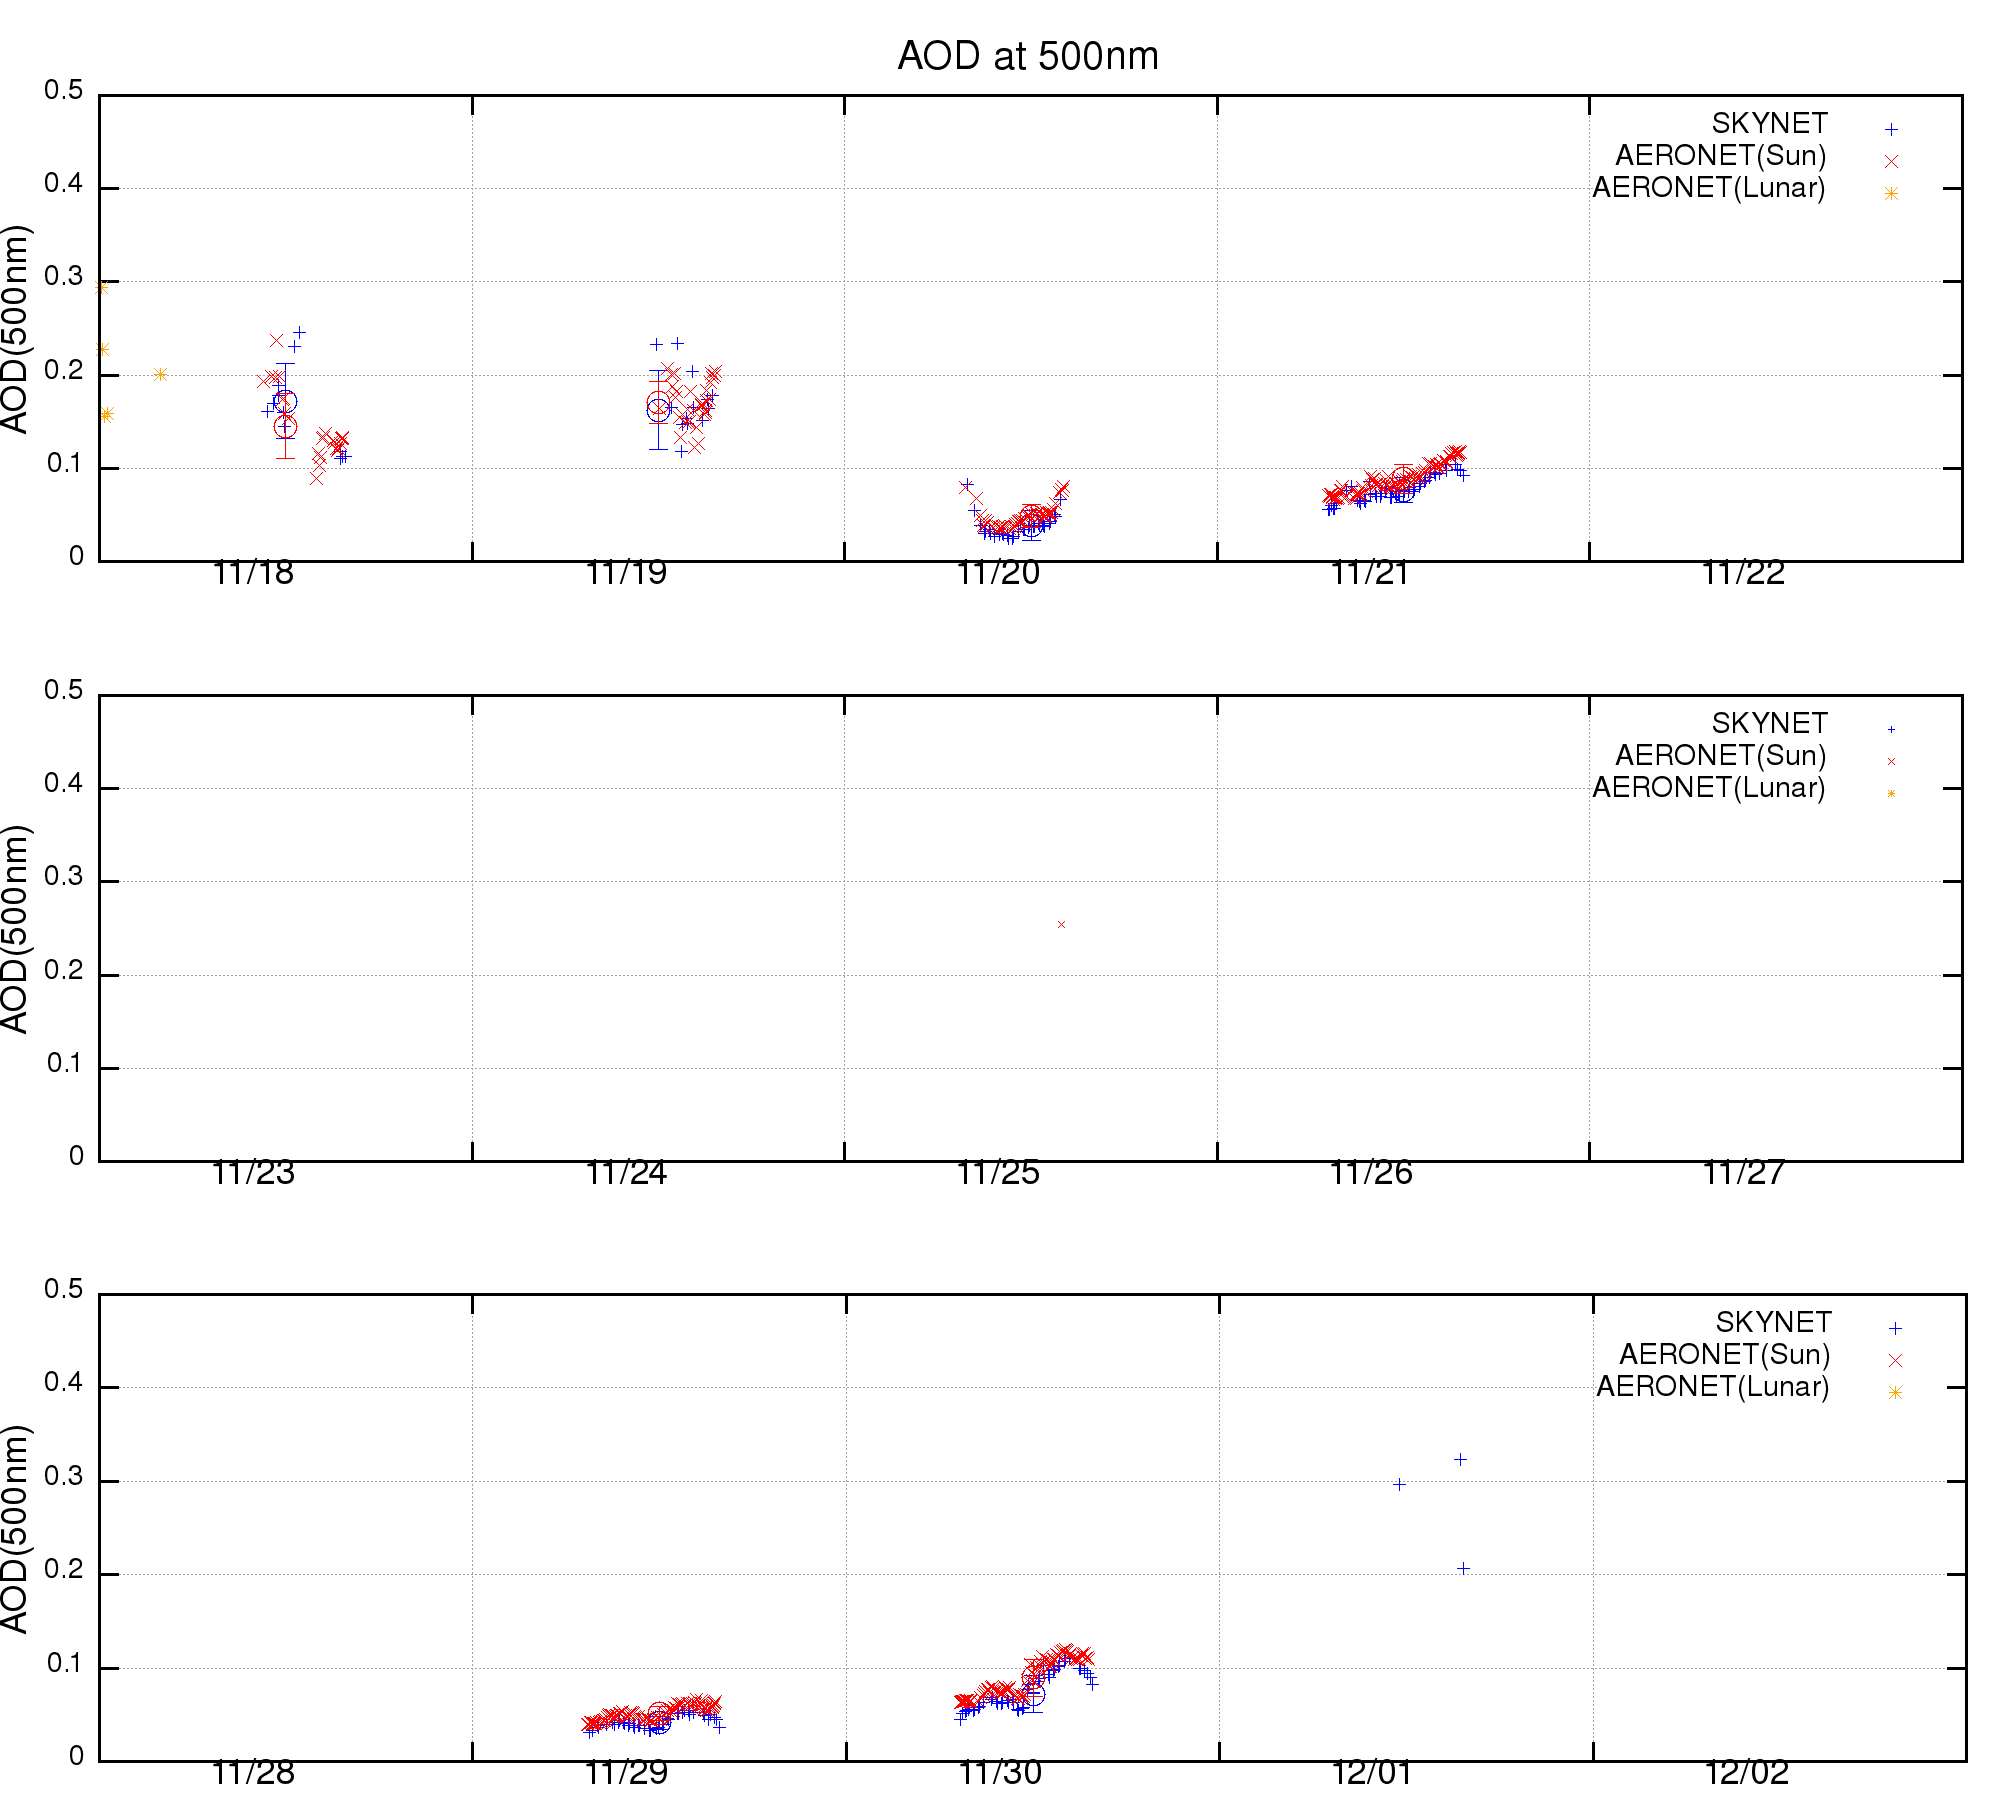 AOD at 500nm
0.5
0.4
0.3
0.2
0.1
0
AOD(500nm)
SKYNET
AERONET(Sun)
AERONET(Lunar)
11/18 11/19 11/20 11/21 11/22
0.5
0.4
0.3
0.2
0.1
0
AOD(500nm)
SKYNET
AERONET(Sun)
AERONET(Lunar)
11/23 11/24 11/25 11/26 11/27
0.5
0.4
0.3
0.2
0.1
0
AOD(500nm)
SKYNET
AERONET(Sun)
AERONET(Lunar)
11/28 11/29 11/30 12/01 12/02